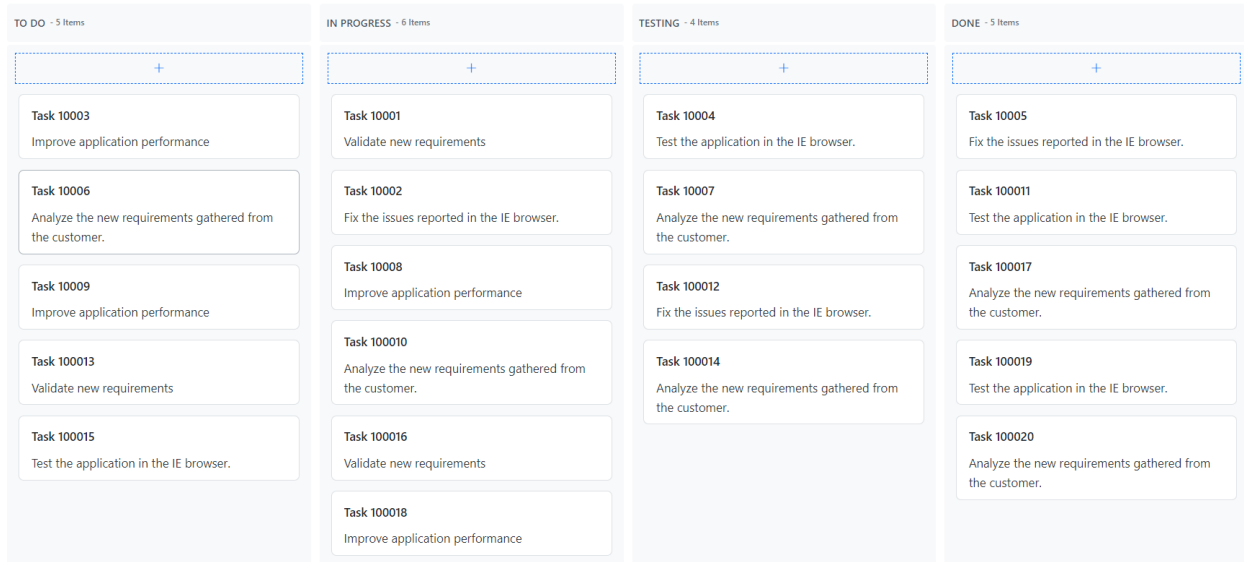 TO DO - 5 Items
+
Task 10003
Improve application performance
Task 10006
Analyze the new requirements gathered from
the customer.
Task 10009
Improve application performance
Task 100013
Validate new requirements
Task 100015
Test the application in the IE browser.
IN PROGRESS - 6 Items
+
Task 10001
Validate new requirements
Task 10002
Fix the issues reported in the IE browser.
Task 10008
Improve application performance
Task 100010
Analyze the new requirements gathered from
the customer.
Task 100016
Validate new requirements
Task 100018
Improve application performance
TESTING - 4 Items
+
Task 10004
Test the application in the IE browser.
Task 10007
Analyze the new requirements gathered from
the customer.
Task 100012
Fix the issues reported in the IE browser.
Task 100014
Analyze the new requirements gathered from
the customer.
DONE - 5 Items
+
Task 10005
Fix the issues reported in the IE browser.
Task 100011
Test the application in the IE browser.
Task 100017
Analyze the new requirements gathered from
the customer.
Task 100019
Test the application in the IE browser.
Task 100020
Analyze the new requirements gathered from
the customer.